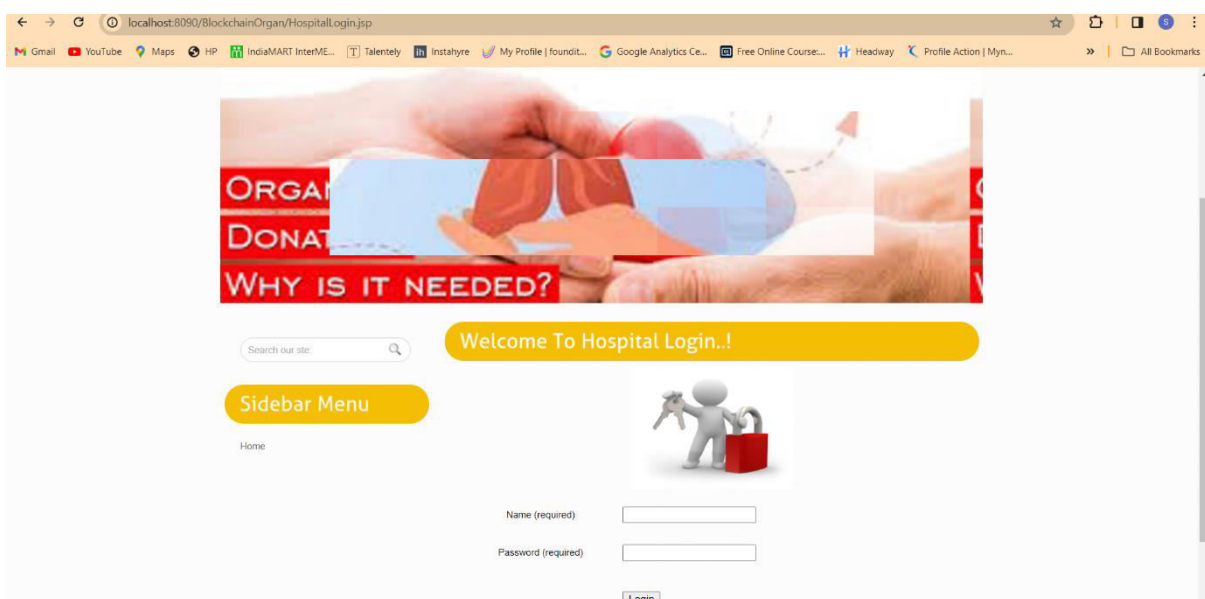 localhost:8090/BlockchainOrgan/HospitalLogin.jsp
S
Gmail YouTube Maps HP IndiaMART InterME... Talentely Instahyre My Profile | foundit... Google Analytics Ce... Free Online Course:... Headway Profile Action | Myn... » All Bookmarks
ORGAN
DONAT
WHY IS IT NEEDED?
Search our ste:
Welcome To Hospital Login..!
Sidebar Menu
Home
Name (required)
Password (required)
Login